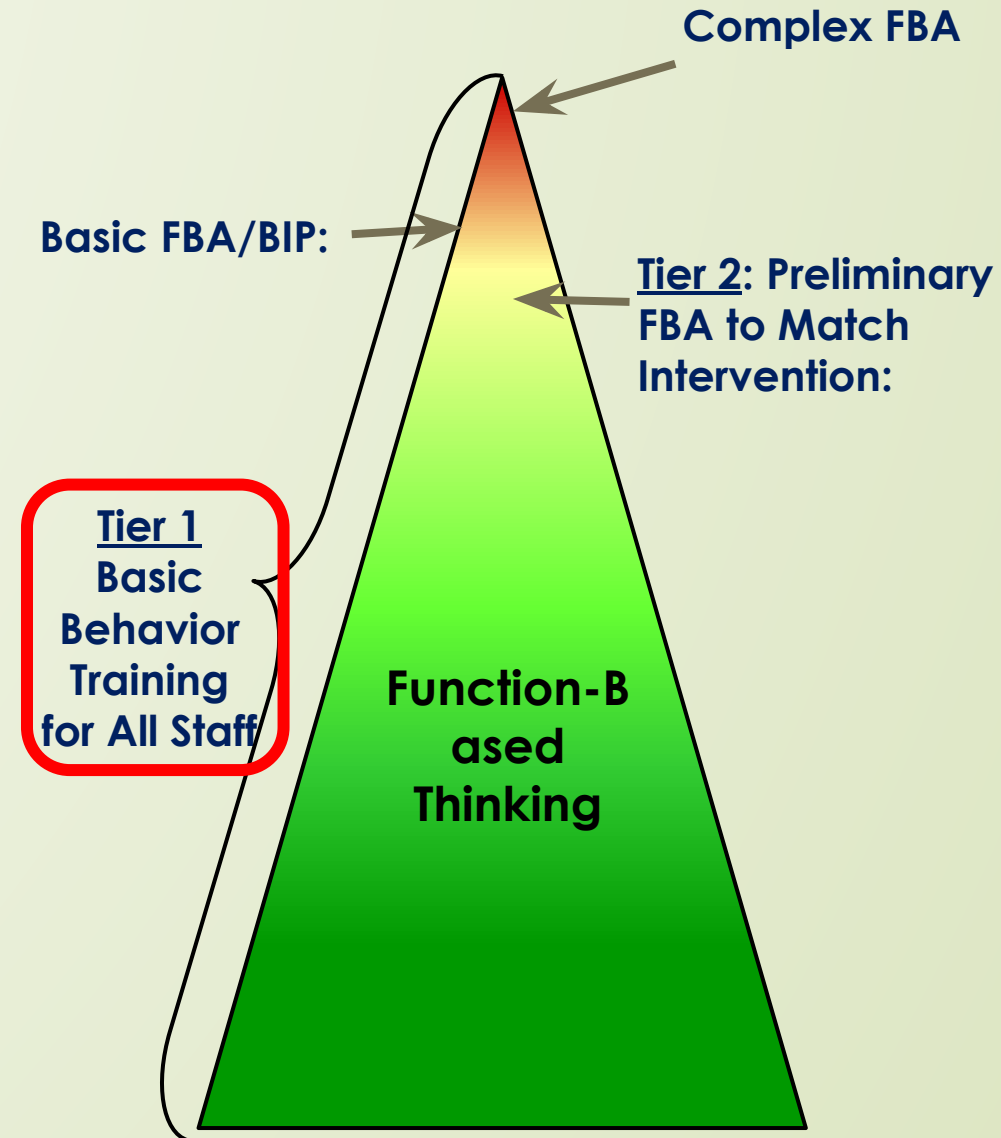 Complex FBA
Basic FBA/BIP:
Tier 2: Preliminary
FBA to Match
Intervention:
Tier 1
Basic
Behavior
Training
for All Staff
Function-B
ased
Thinking